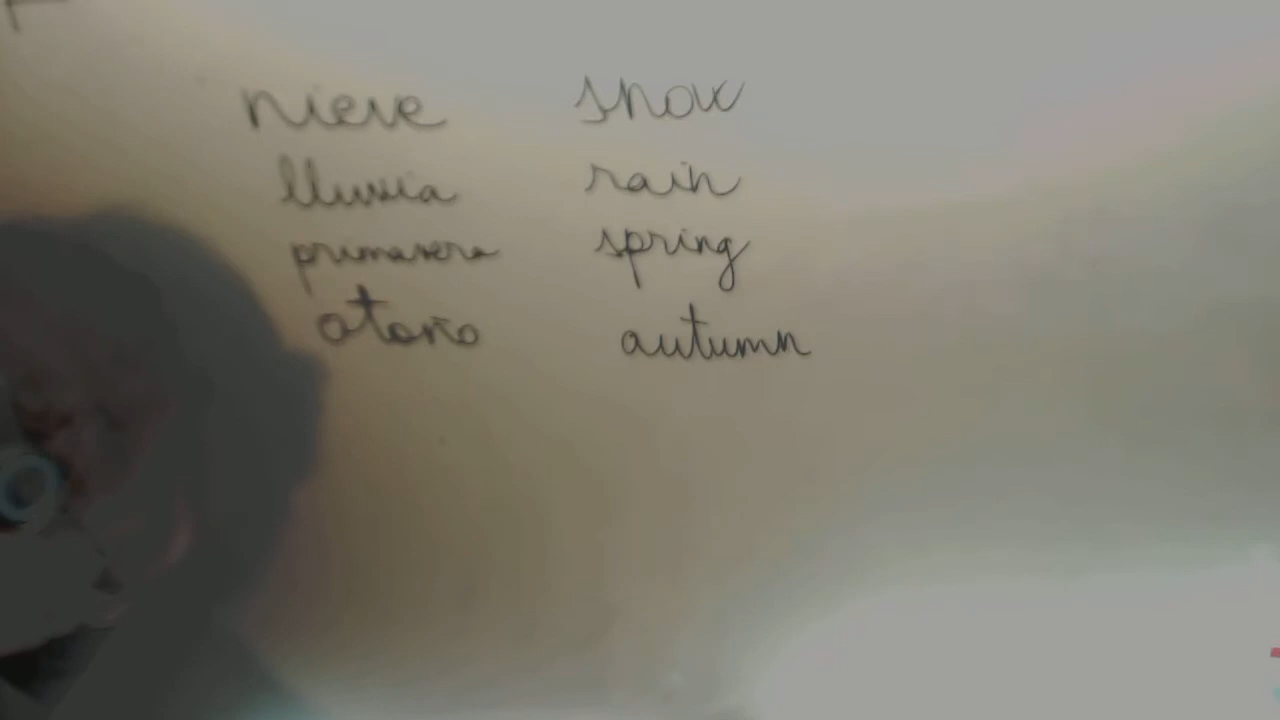 nieve snow
lluvia rain
primavera spring
otoño autumn